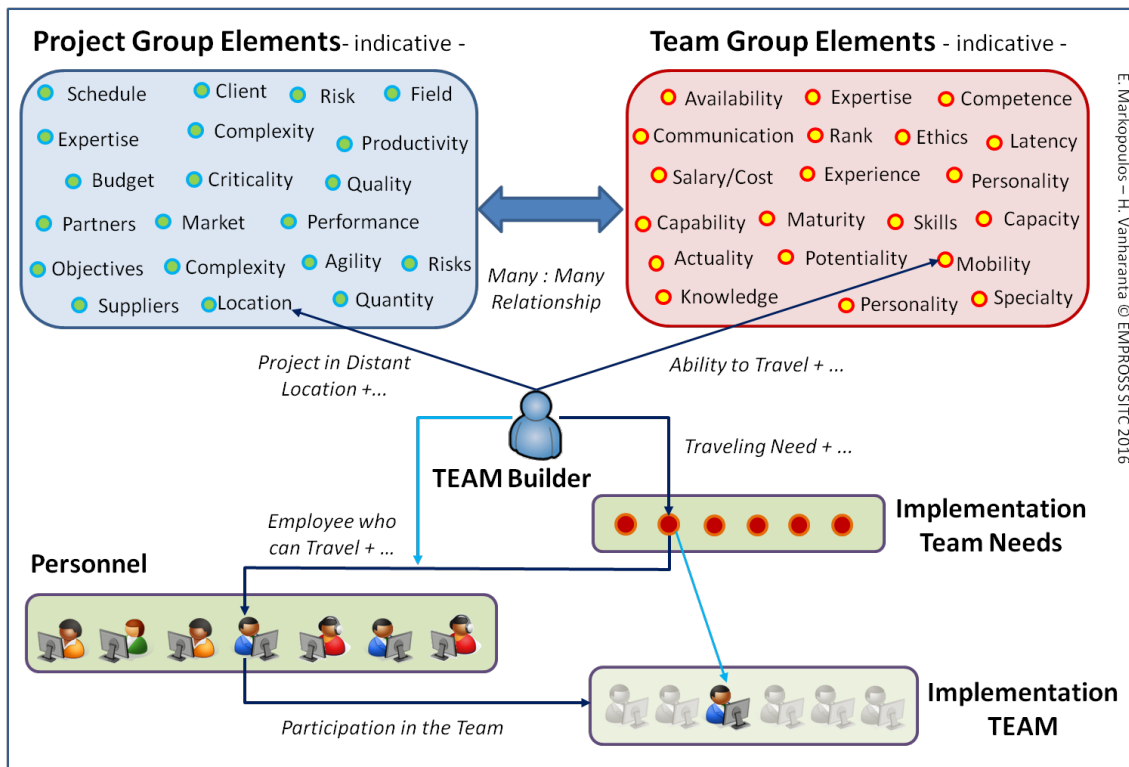 Project Group Elements- indicative -
Team Group Elements - indicative -
Schedule
Client
Risk
Field
Expertise
Complexity
Productivity
Budget
Criticality
Quality
Partners
Market
Performance
Objectives
Complexity
Agility
Risks
Suppliers
Location
Quantity
Many : Many
Relationship
Availability
Expertise
Competence
Communication
Rank
Ethics
Latency
Salary/Cost
Experience
Personality
Capability
Maturity
Skills
Capacity
Actuality
Potentiality
Mobility
Knowledge
Personality
Specialty
E. Markopoulos – H. Vanharanta © EMPROSS SITC 2016
Project in Distant
Location +...
Ability to Travel + ...
TEAM Builder
Traveling Need + ...
Employee who
can Travel + ...
Implementation
Team Needs
Personnel
Participation in the Team
Implementation
TEAM